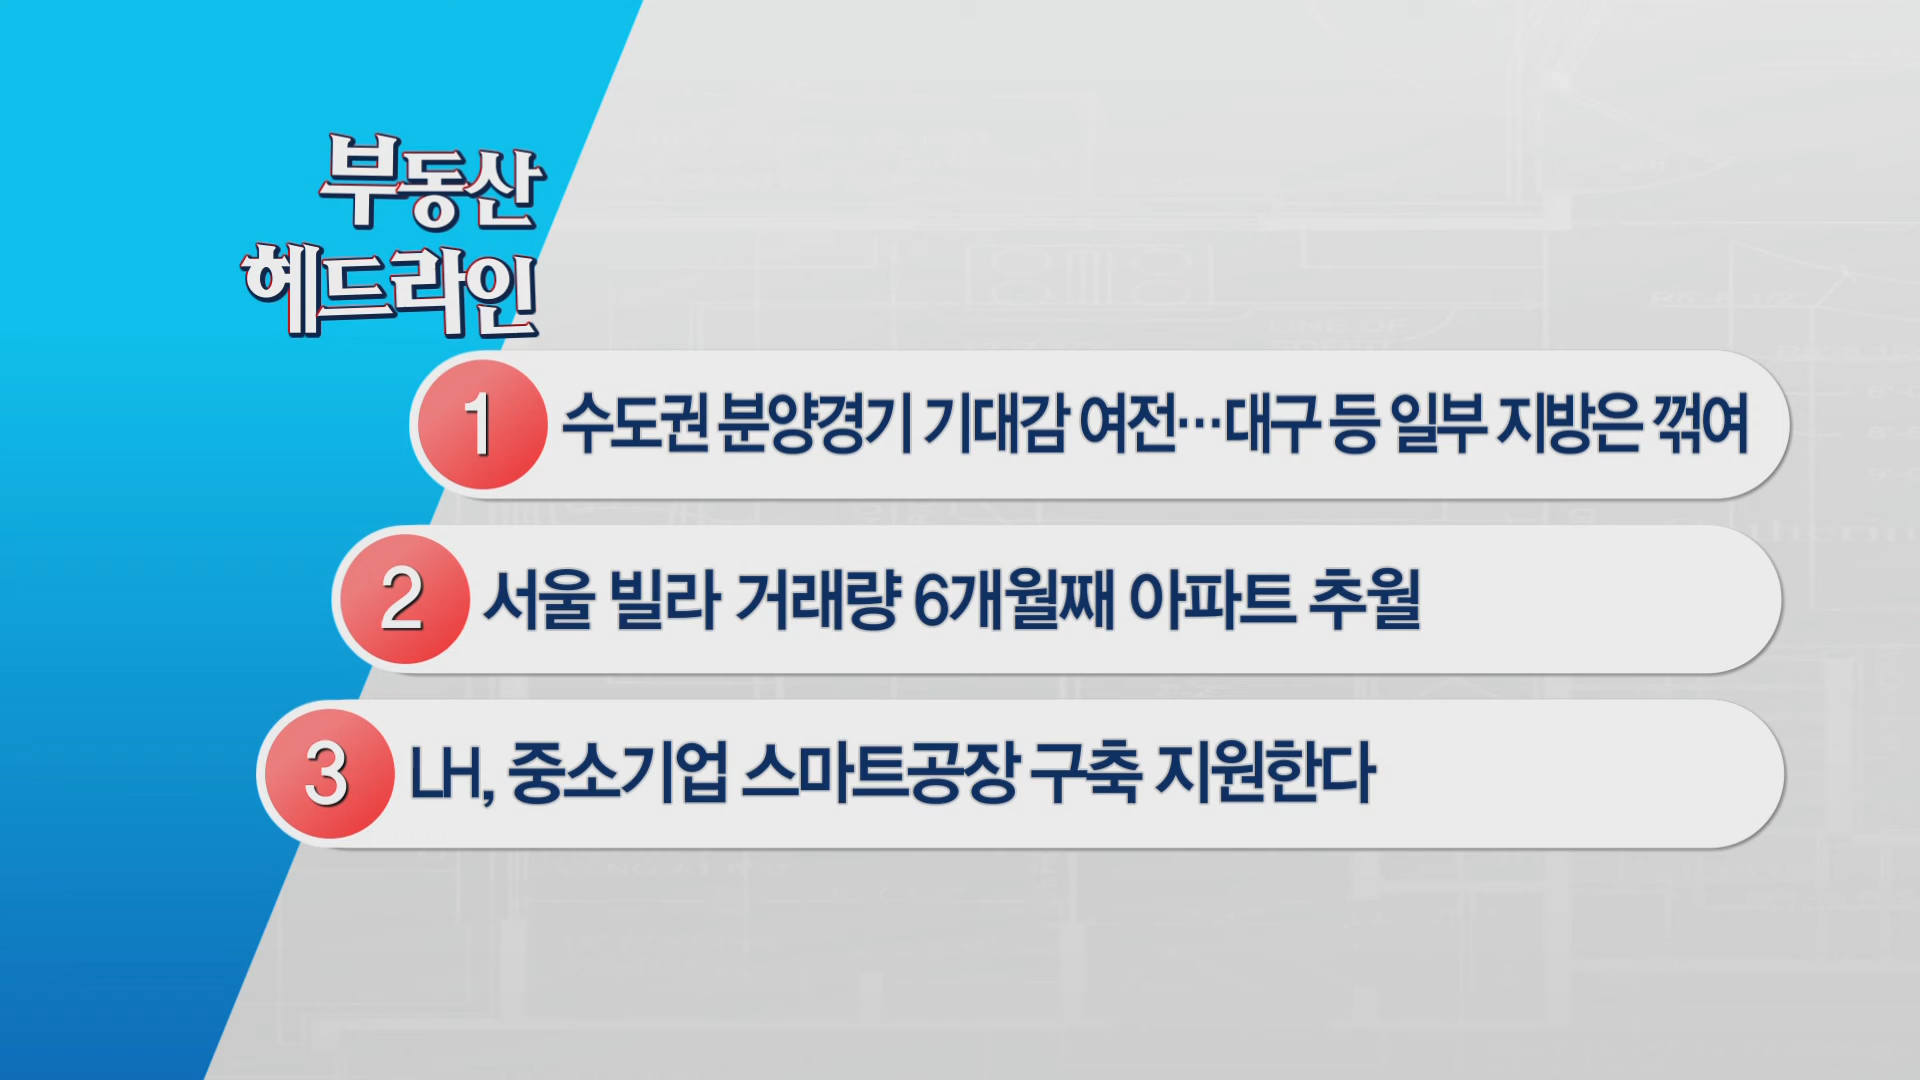 부동산
헤드라인
1 수도권 분양경기 기대감 여전…대구 등 일부 지방은 꺾여
2 서울 빌라 거래량 6개월째 아파트 추월
3 LH, 중소기업 스마트공장 구축 지원한다
LINE OF